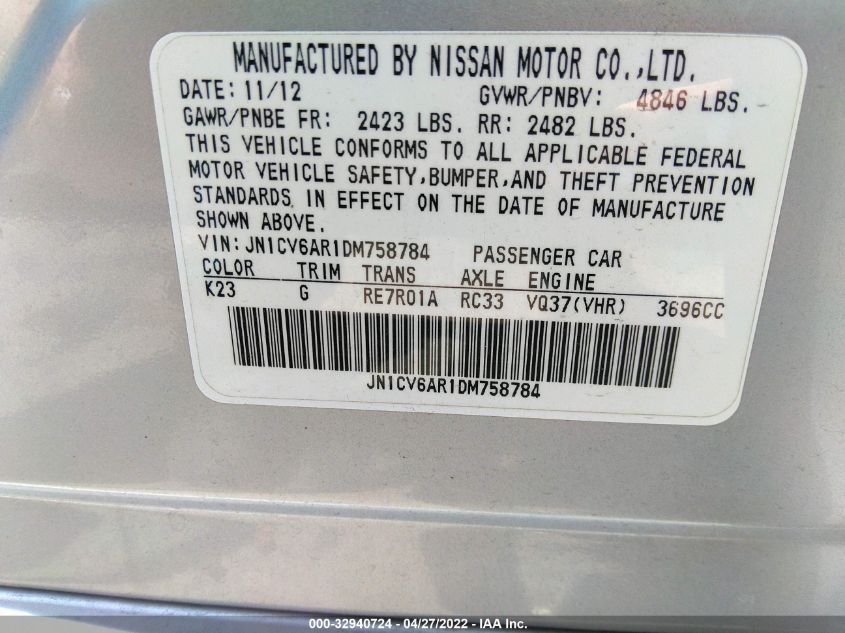 MANUFACTURED BY NISSAN MOTOR CO.,LTD.
DATE: 11/12 GVWR/PNBV: 4846 LBS.
GAWR/PNBE FR: 2423 LBS. RR: 2482 LBS.
THIS VEHICLE CONFORMS TO ALL APPLICABLE FEDERAL
MOTOR VEHICLE SAFETY,BUMPER,AND THEFT PREVENTION
STANDARDS IN EFFECT ON THE DATE OF MANUFACTURE
SHOWN ABOVE.
VIN:JN1CV6AR1DM758784 PASSENGER CAR
COLOR TRIM TRANS AXLE ENGINE
K23 G RE7R01A RC33 VQ37(VHR) 3696CC
JN1CV6AR1DM758784
000-32940724 - 04/27/2022 - IAA Inc.